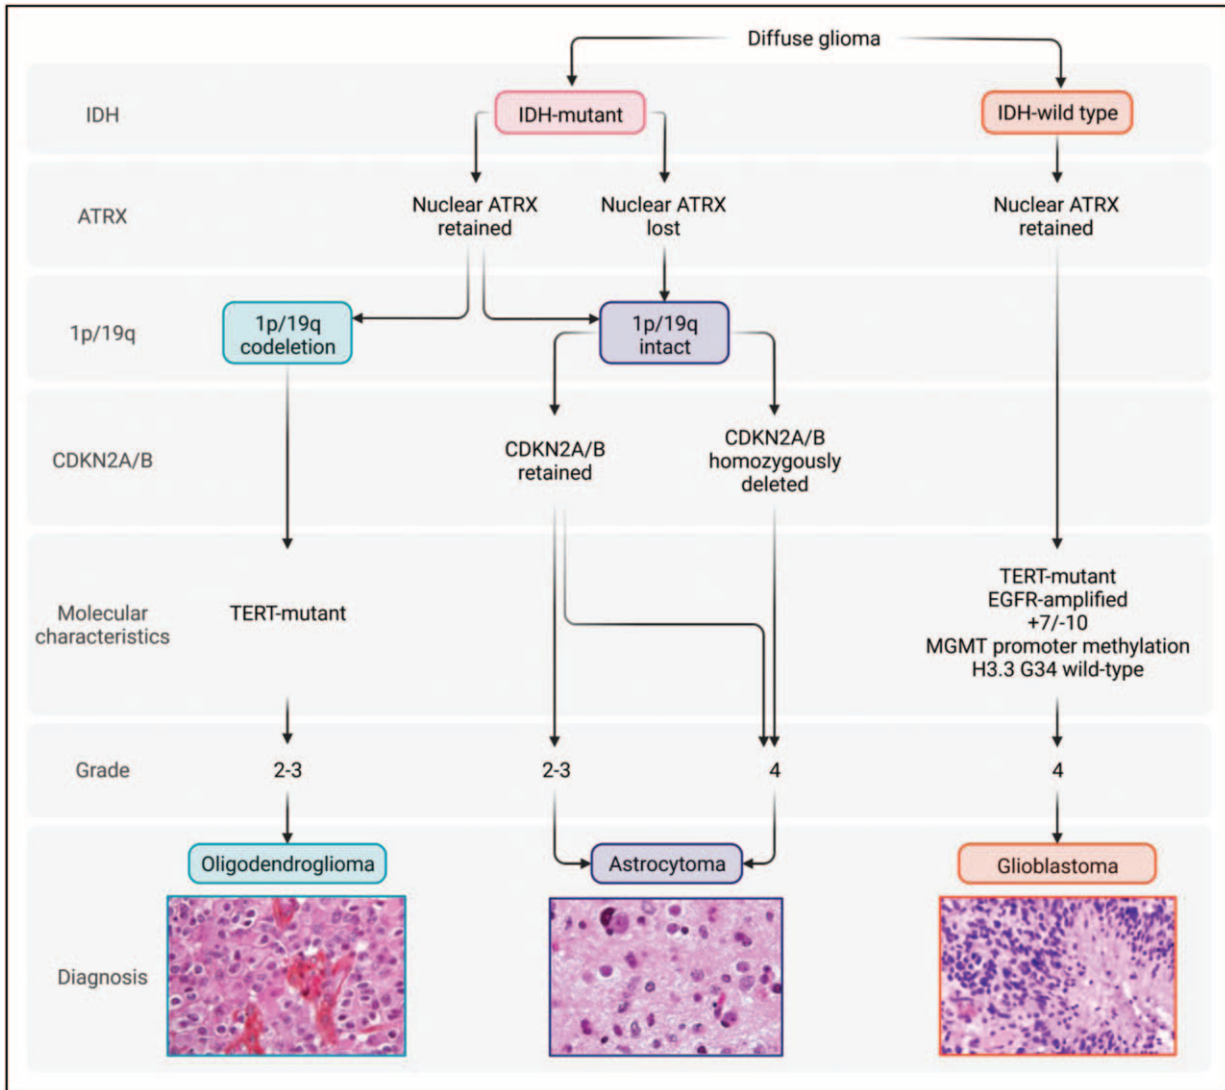 Diffuse glioma
IDH
IDH-mutant
IDH-wild type
ATRX
Nuclear ATRX
retained
Nuclear ATRX
lost
Nuclear ATRX
retained
1p/19q
1p/19q
codeletion
1p/19q
intact
CDKN2A/B
CDKN2A/B
retained
CDKN2A/B
homozygously
deleted
Molecular
characteristics
TERT-mutant
TERT-mutant
EGFR-amplified
+7/-10
MGMT promoter methylation
H3.3 G34 wild-type
Grade
2-3
2-3
4
4
Diagnosis
Oligodendroglioma
Astrocytoma
Glioblastoma